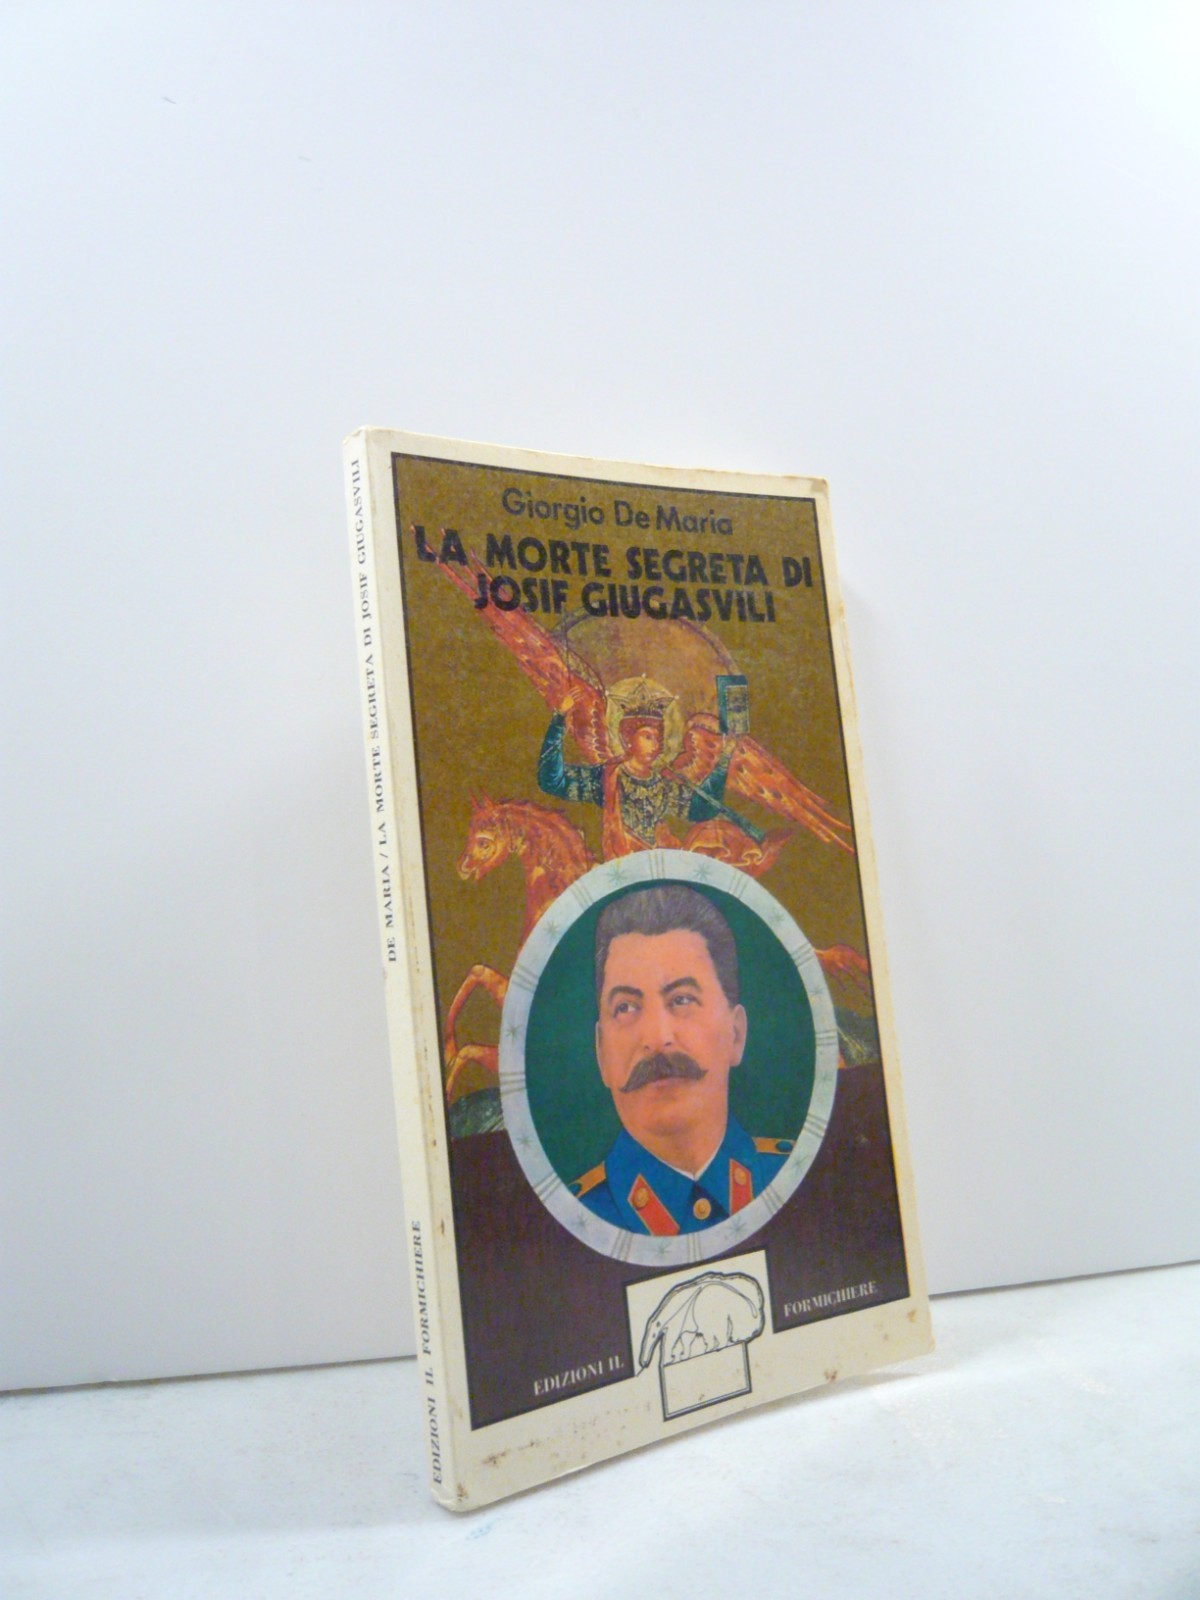 Giorgio De Maria
LA MORTE SEGRETA DI
JOSIF GIUGASVILI
EDIZIONI IL FORMICHIERE
DE MARIA / LA MORTE SEGRETA DI JOSIF GIUGASVILI
EDIZIONI IL FORMICHIERE